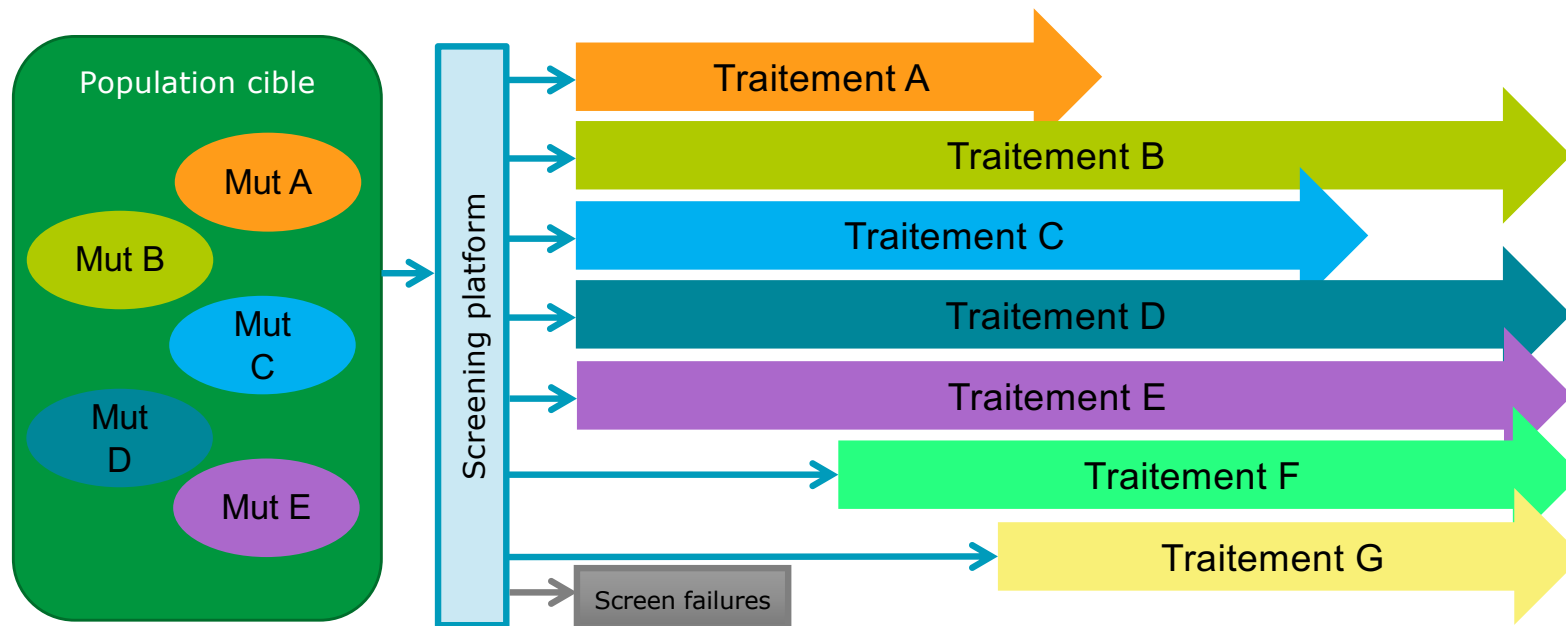 Population cible
Mut A
Mut B
Mut
C
Mut
D
Mut E
Screening platform
Traitement A
Traitement B
Traitement C
Traitement D
Traitement E
Traitement F
Traitement G
Screen failures